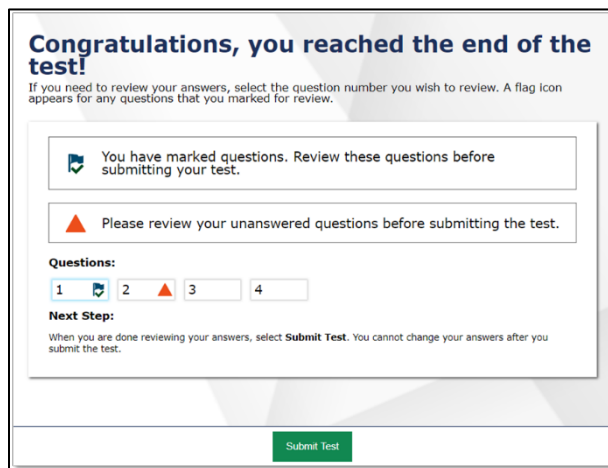 Congratulations, you reached the end of the
test!
If you need to review your answers, select the question number you wish to review. A flag icon
appears for any questions that you marked for review.
You have marked questions. Review these questions before
submitting your test.
Please review your unanswered questions before submitting the test.
Questions:
1 2 3 4
Next Step:
When you are done reviewing your answers, select Submit Test. You cannot change your answers after you
submit the test.
Submit Test